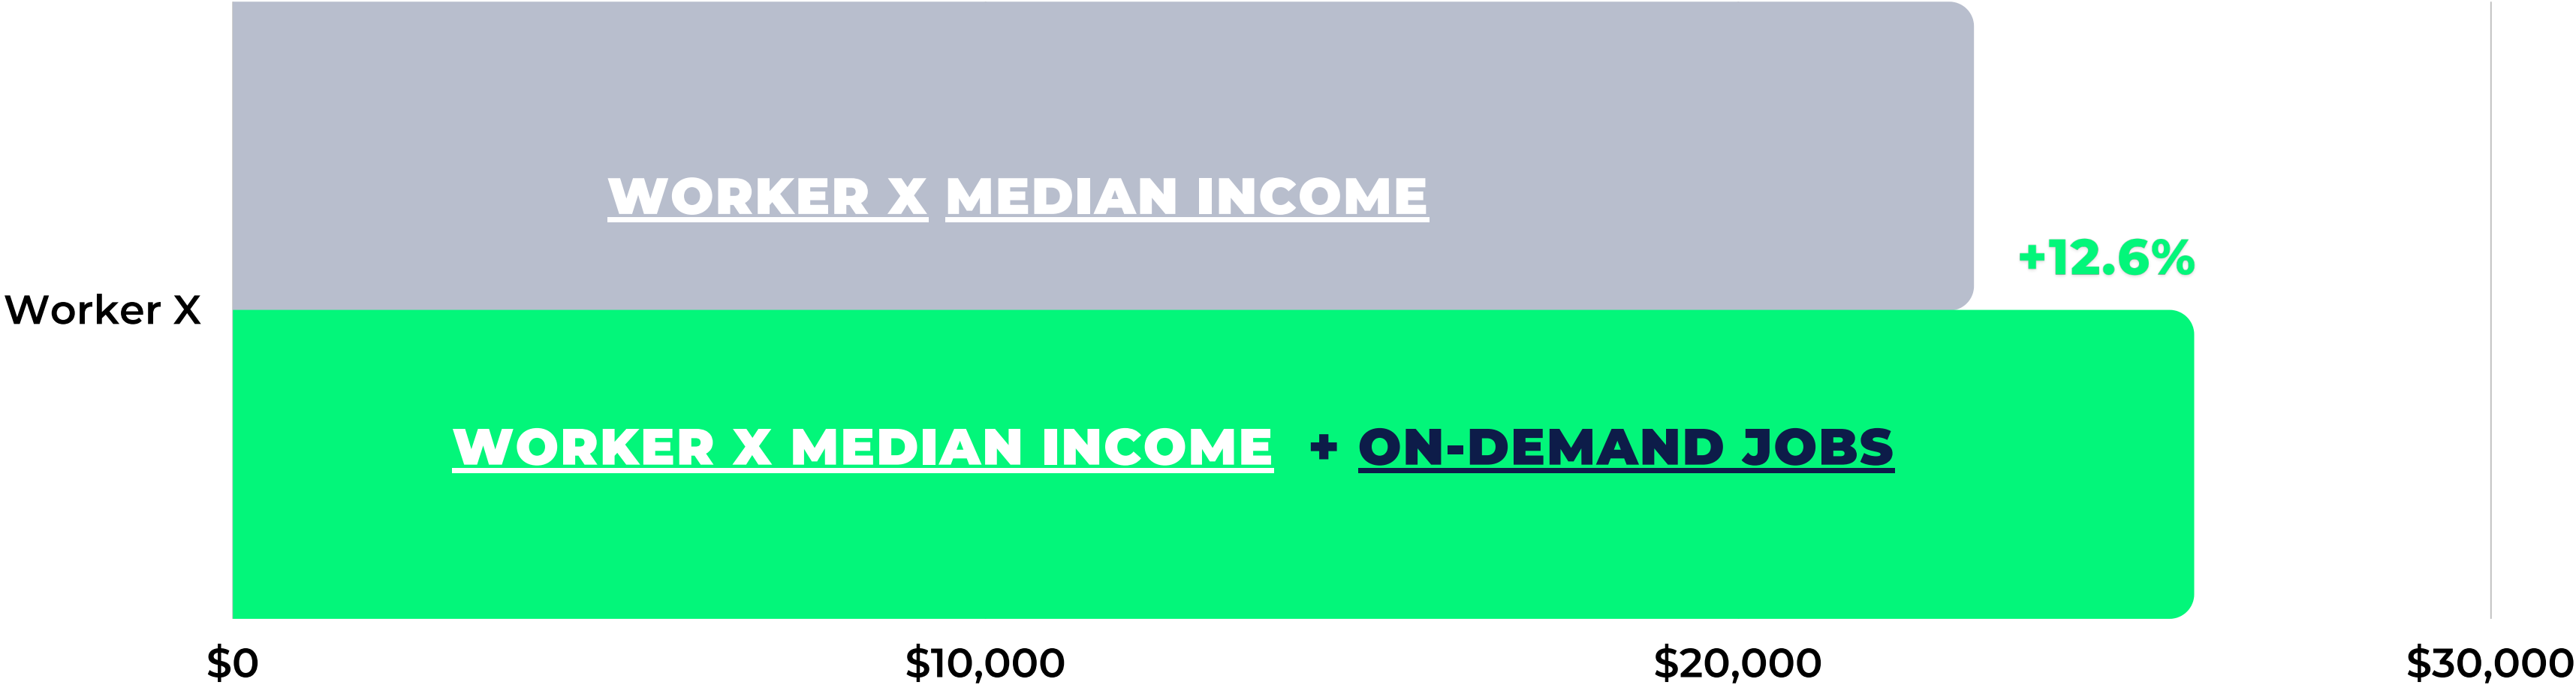 WORKER X MEDIAN INCOME
+12.6%
Worker X
WORKER X MEDIAN INCOME + ON-DEMAND JOBS
$0 $10,000 $20,000 $30,000